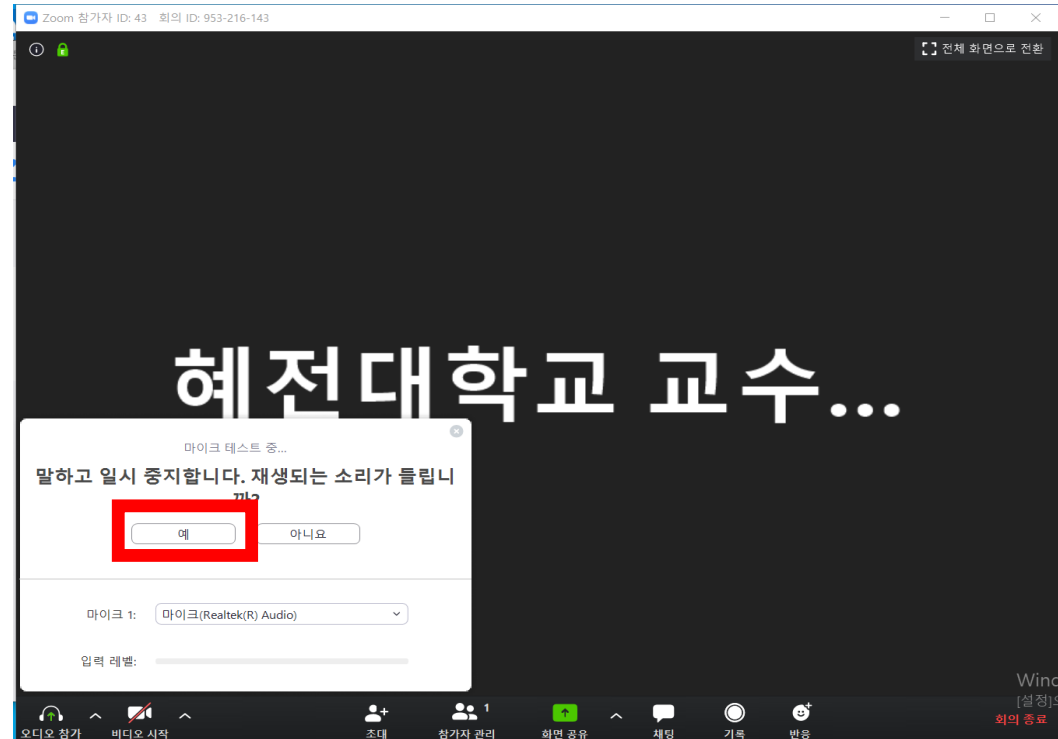 Zoom 참가자 ID: 43 회의 ID: 953-216-143
전체 화면으로 전환
혜전대학교 교수...
마이크 테스트 중...
말하고 일시 중지합니다. 재생되는 소리가 들립니
까?
예 아니요
마이크 1: 마이크(Realtek(R) Audio)
입력 레벨:
[설정]으
회의 종료
오디오 참가 비디오 시작 초대 참가자 관리 1 화면 공유 채팅 기록 반응